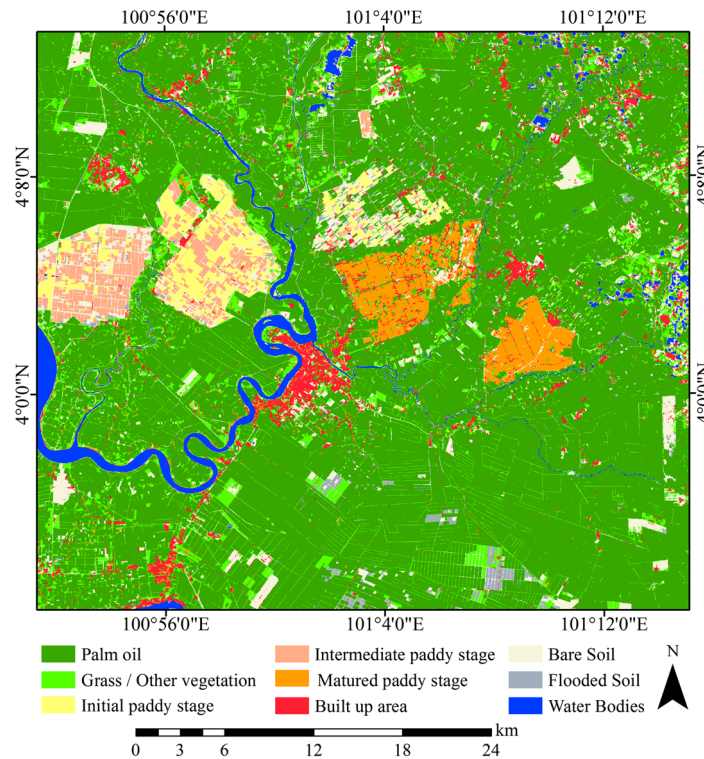 100°56'0"E 101°4'0"E 101°12'0"E
4°8'0"N 4°8'0"N
4°0'0"N 4°0'0"N
100°56'0"E 101°4'0"E 101°12'0"E
Palm oil Intermediate paddy stage Bare Soil N
Grass / Other vegetation Matured paddy stage Flooded Soil
Initial paddy stage Built up area Water Bodies
km
0 3 6 12 18 24